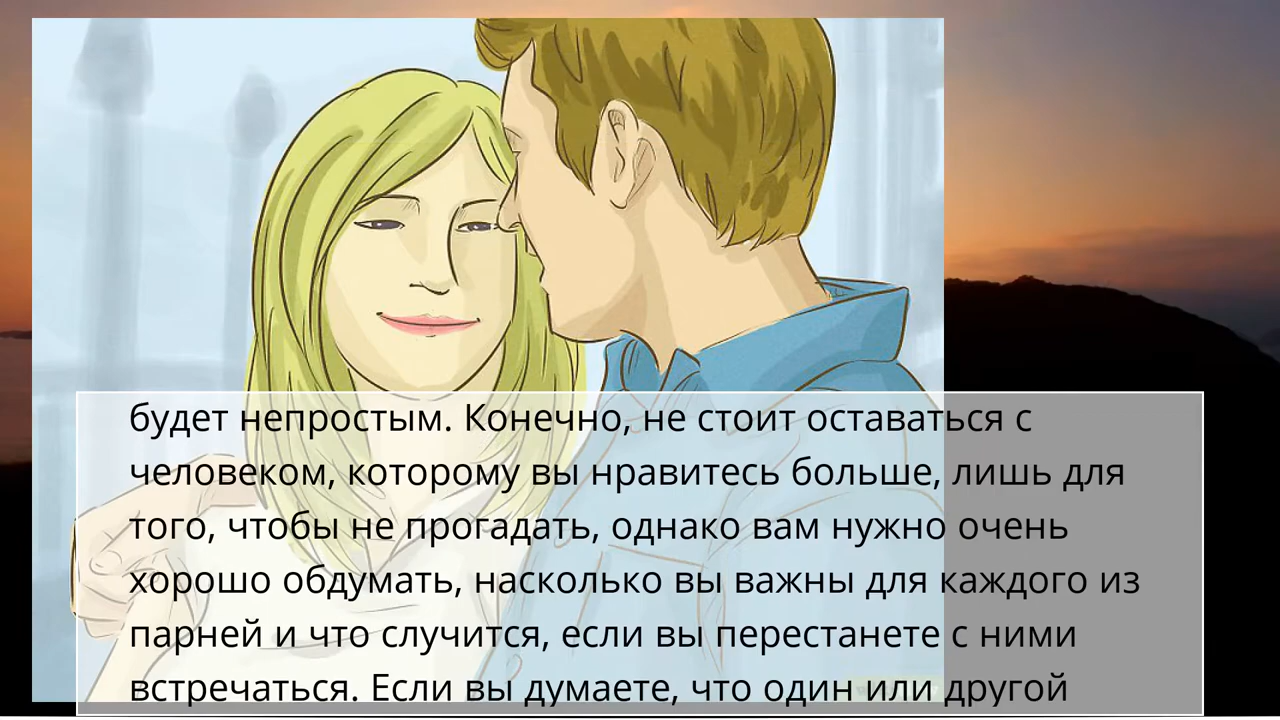 будет непростым. Конечно, не стоит оставаться с
человеком, которому вы нравитесь больше, лишь для
того, чтобы не прогадать, однако вам нужно очень
хорошо обдумать, насколько вы важны для каждого из
парней и что случится, если вы перестанете с ними
встречаться. Если вы думаете, что один или другой